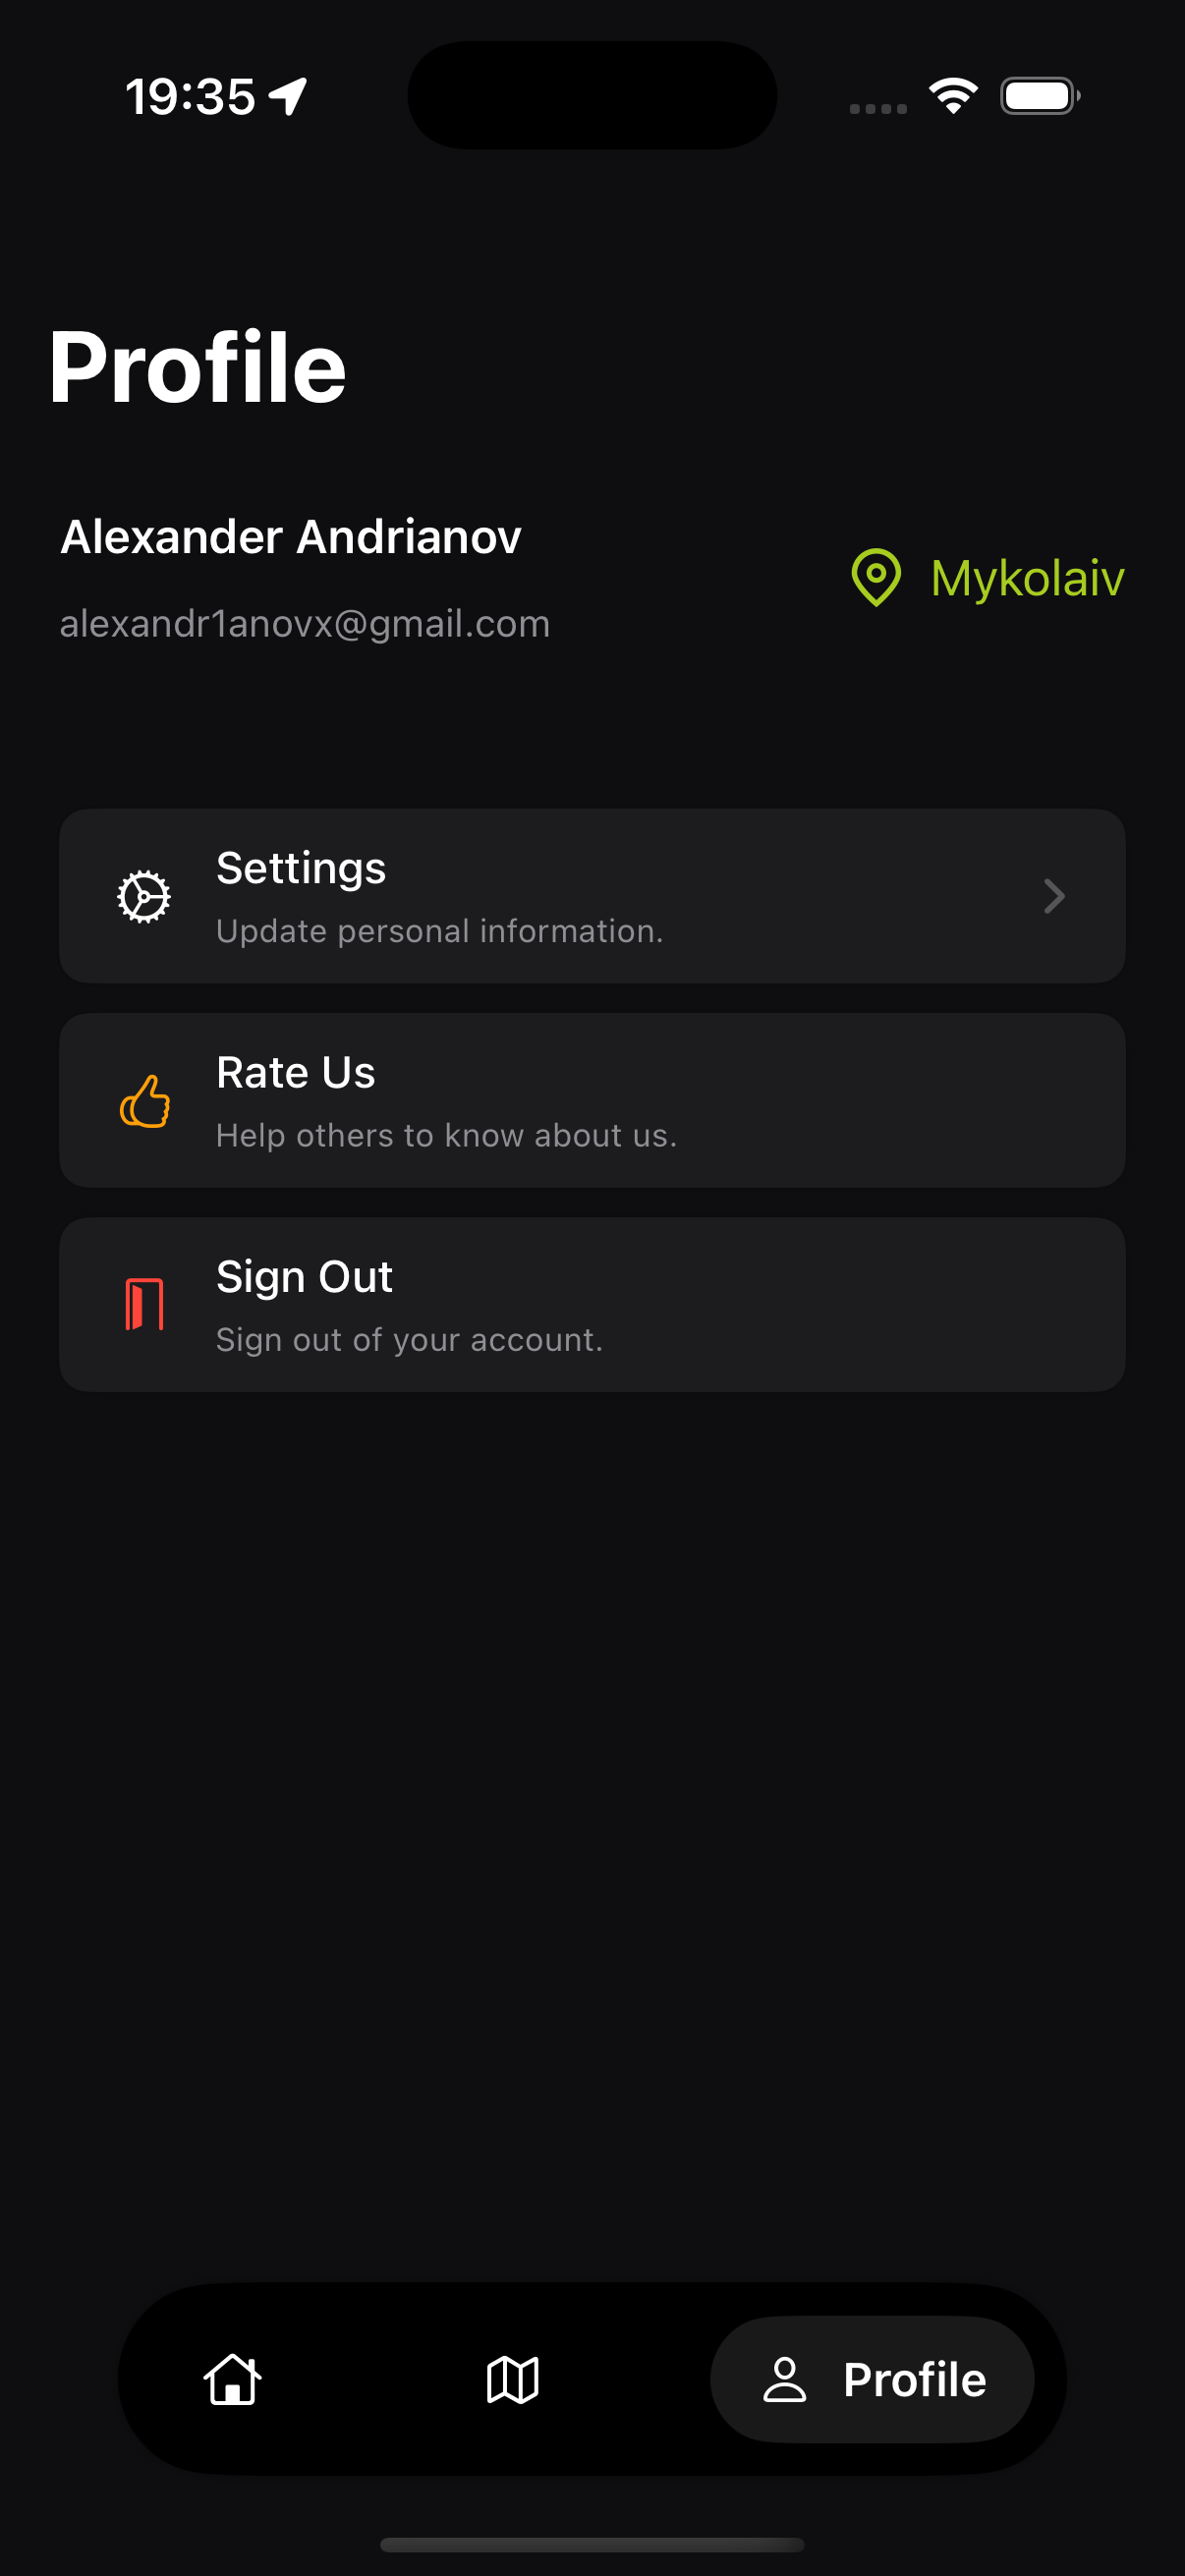 19:35
Profile
Alexander Andrianov
alexandr1anovx@gmail.com
Mykolaiv
Settings
Update personal information.
Rate Us
Help others to know about us.
Sign Out
Sign out of your account.
Profile